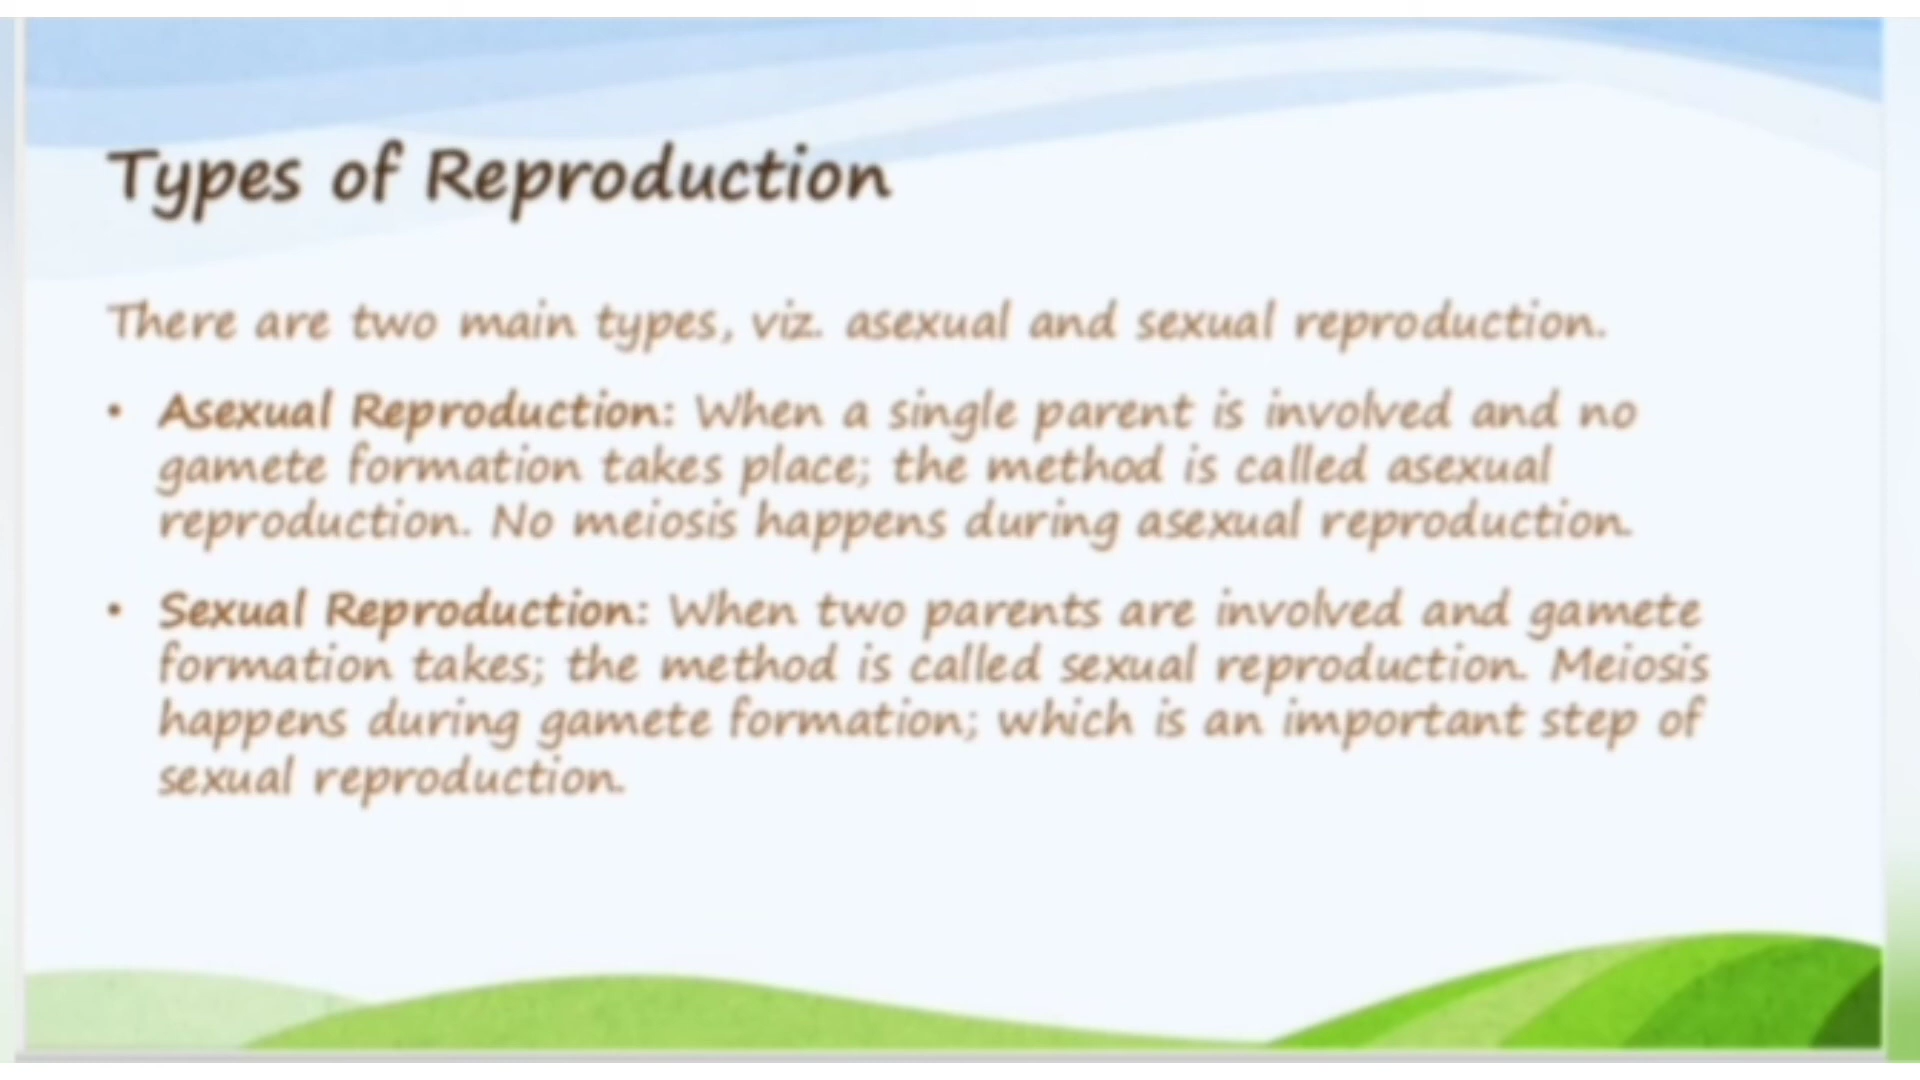 Types of Reproduction
There are two main types, viz. asexual and sexual reproduction.
• Asexual Reproduction: When a single parent is involved and no
gamete formation takes place; the method is called asexual
reproduction. No meiosis happens during asexual reproduction.
• Sexual Reproduction: When two parents are involved and gamete
formation takes; the method is called sexual reproduction. Meiosis
happens during gamete formation; which is an important step of
sexual reproduction.